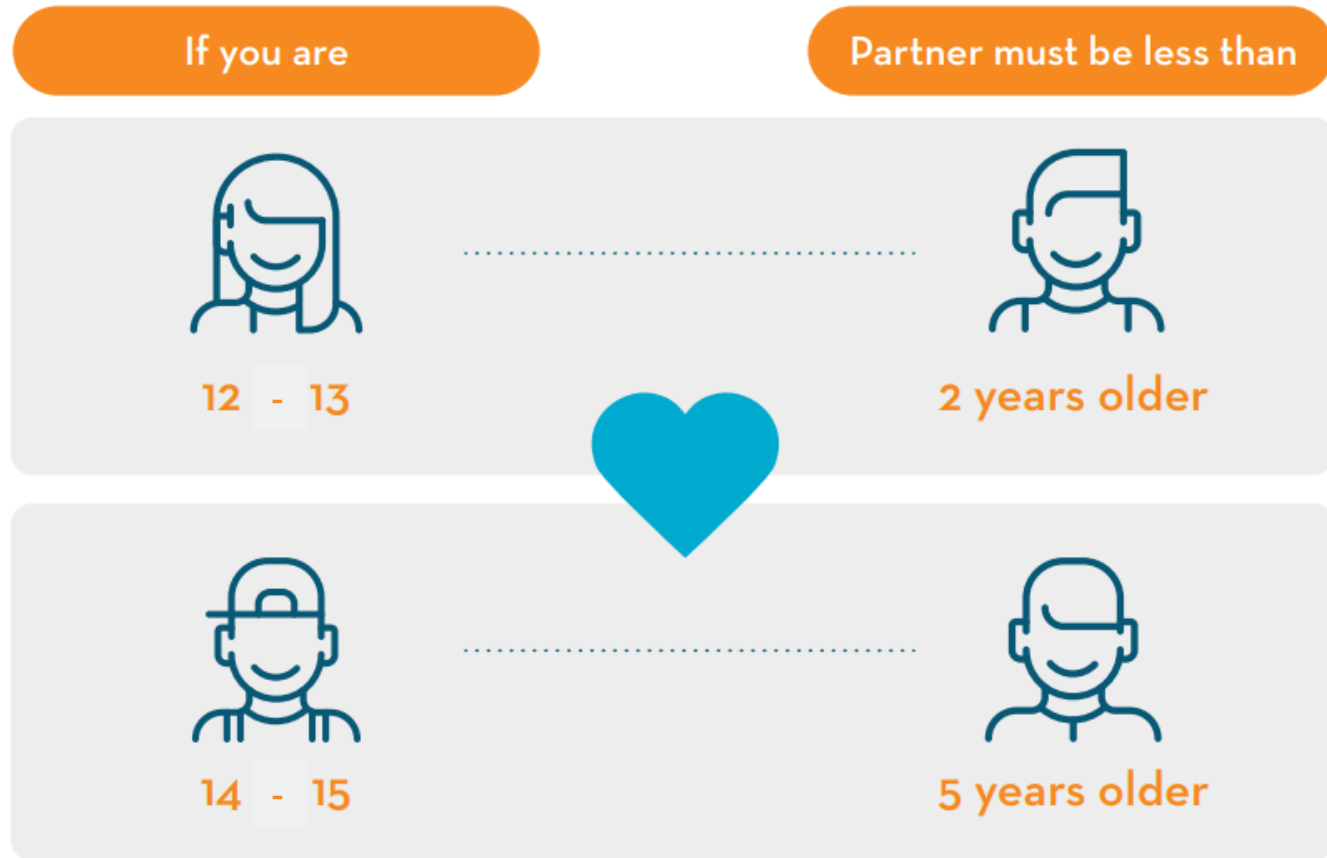 If you are
Partner must be less than
12 - 13
2 years older
14 - 15
5 years older